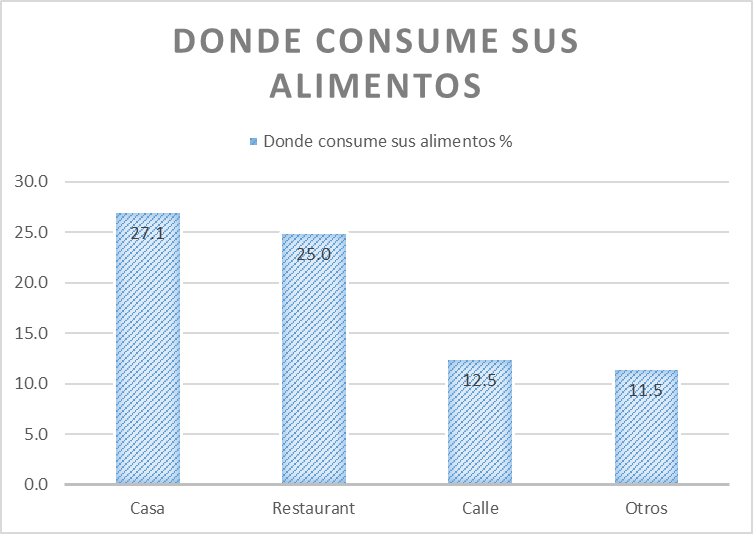 DONDE CONSUME SUS
ALIMENTOS
Donde consume sus alimentos %
30.0
25.0
20.0
15.0
10.0
5.0
0.0
27.1
25.0
12.5
11.5
Casa
Restaurant
Calle
Otros